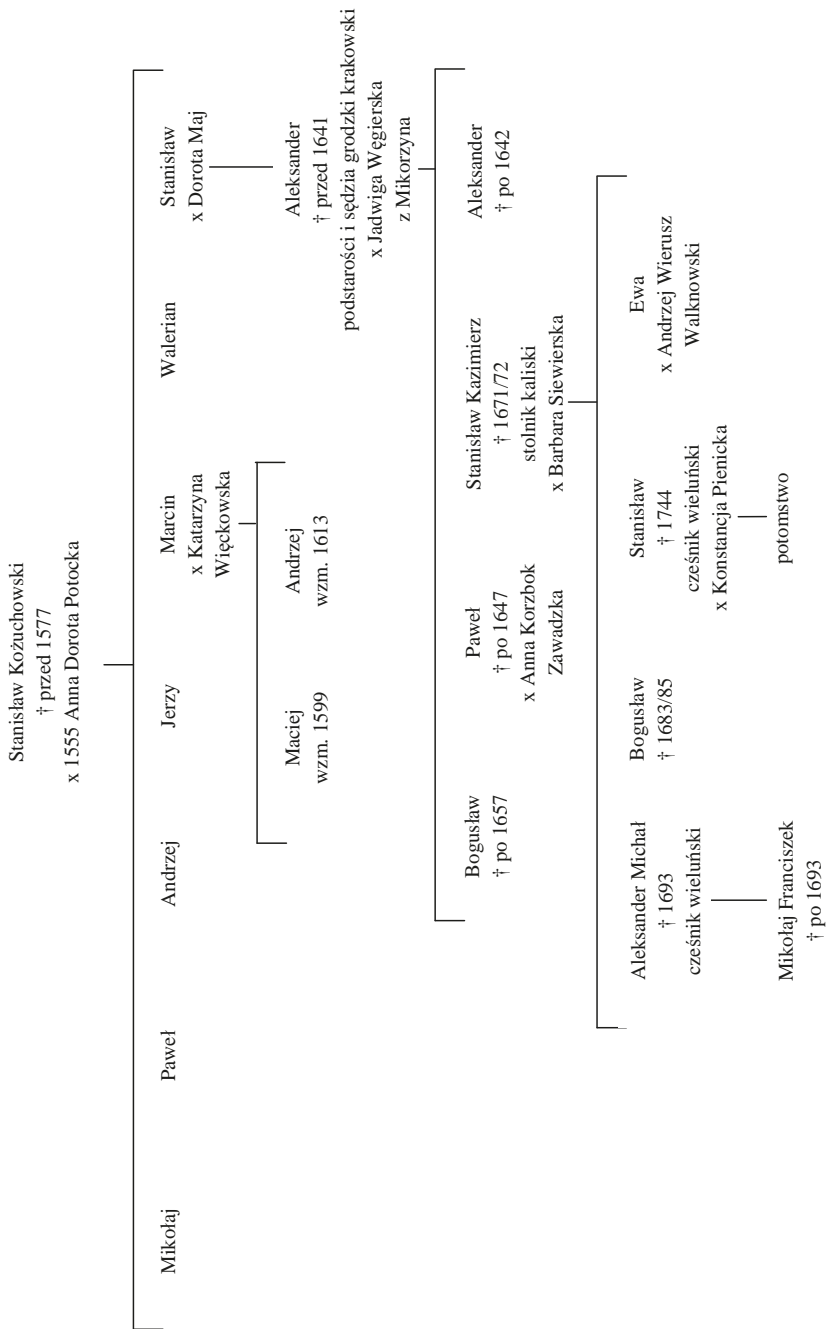 Stanisław Kożuchowski
† przed 1577
x 1555 Anna Dorota Potocka
Mikołaj
Paweł
Andrzej
Jerzy
Marcin
x Katarzyna
Więckowska
Walerian
Stanisław
x Dorota Maj
Maciej
wzm. 1599
Andrzej
wzm. 1613
Aleksander
† przed 1641
podstarości i sędzia grodzki krakowski
x Jadwiga Węgierska
z Mikorzyna
Bogusław
† po 1657
Paweł
† po 1647
x Anna Korzbok
Zawadzka
Stanisław Kazimierz
† 1671/72
stolnik kaliski
x Barbara Siewierska
Aleksander
† po 1642
Aleksander Michał
† 1693
cześnik wieluński
Bogusław
† 1683/85
Stanisław
† 1744
cześnik wieluński
x Konstancja Pienicka
Ewa
x Andrzej Wierusz
Walknowski
Mikołaj Franciszek
† po 1693
potomstwo